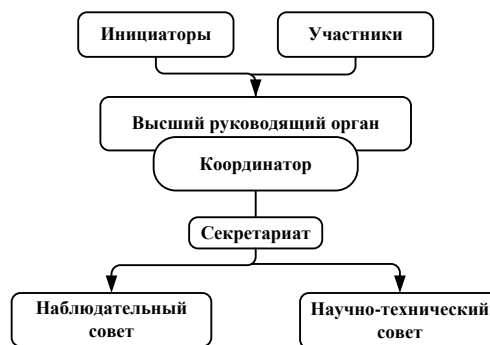 Инициаторы
Участники
Высший руководящий орган
Координатор
Секретариат
Наблюдательный
совет
Научно-технический
совет